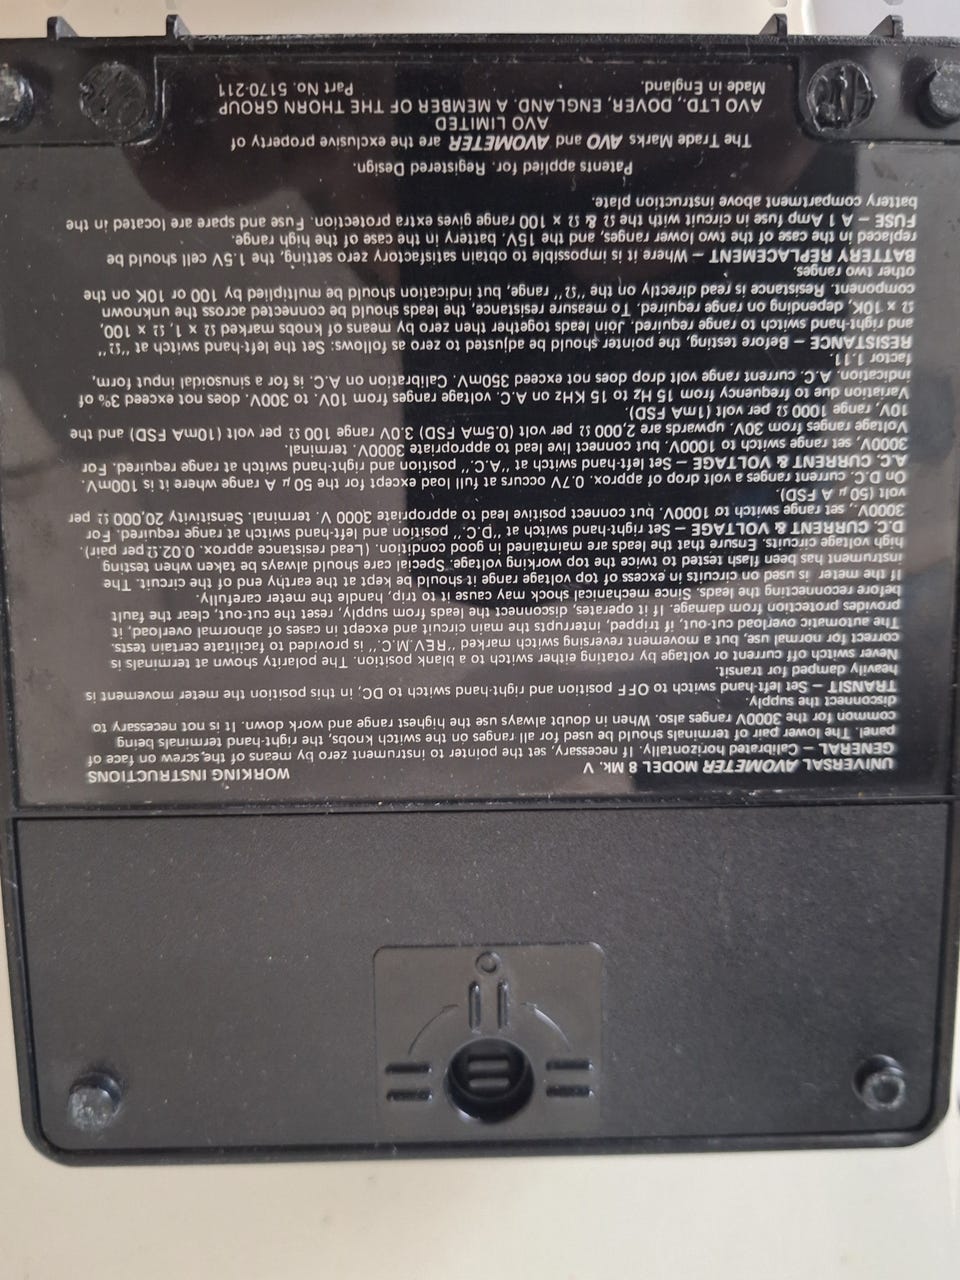 UNIVERSAL AVOMETER MODEL 8 Mk. V WORKING INSTRUCTIONS
GENERAL – Calibrated horizontally. If necessary, set the pointer to instrument zero by means of the screw on face of
panel. The lower pair of terminals should be used for all ranges on the switch knobs, the right-hand terminals being
common for the 3000V ranges also. When in doubt always use the highest range and work down. It is not necessary to
disconnect the supply.
TRANSIT – Set left-hand switch to OFF position and right-hand switch to DC, in this position the meter movement is
heavily damped for transit.
Never switch off current or voltage by rotating either switch to a blank position. The polarity shown at terminals is
correct for normal use, but a movement reversing switch marked "REV.M.C." is provided to facilitate certain tests.
The automatic overload cut-out, if tripped, interrupts the main circuit and except in cases of abnormal overload, it
provides protection from damage. If it operates, disconnect the leads from supply, reset the cut-out, clear the fault
before reconnecting the leads. Since mechanical shock may cause it to trip, handle the meter carefully.
If the meter is used on circuits in excess of top voltage range it should be kept at the earthy end of the circuit. The
instrument has been flash tested to twice the top working voltage. Special care should always be taken when testing
high voltage circuits. Ensure that the leads are maintained in good condition. (Lead resistance approx. 0.02Ω per pair).
D.C. CURRENT & VOLTAGE – Set right-hand switch at "D.C." position and left-hand switch at range required. For
3000V., set range switch to 1000V. but connect positive lead to appropriate 3000 V. terminal. Sensitivity 20,000 Ω per
volt (50 μ A FSD).
On D.C. current ranges a volt drop of approx. 0.7V occurs at full load except for the 50 μ A range where it is 100mV.
A.C. CURRENT & VOLTAGE – Set left-hand switch at "A.C." position and right-hand switch at range required. For
3000V, set range switch to 1000V. but connect live lead to appropriate 3000V. terminal.
Voltage ranges from 30V. upwards are 2,000 Ω per volt (0.5mA FSD) 3.0V range 100 Ω per volt (10mA FSD) and the
10V, range 1000 Ω per volt (1mA FSD).
Variation due to frequency from 15 Hz to 15 KHz on A.C. voltage ranges from 10V. to 300V. does not exceed 3% of
indication. A.C. current range volt drop does not exceed 350mV. Calibration on A.C. is for a sinusoidal input form,
factor 1.11.
RESISTANCE – Before testing, the pointer should be adjusted to zero as follows: Set the left-hand switch at "Ω"
and right-hand switch to range required. Join leads together then zero by means of knobs marked Ω x 1, Ω x 100,
Ω x 10K, depending on range required. To measure resistance, the leads should be connected across the unknown
component. Resistance is read directly on the "Ω" range, but indication should be multiplied by 100 or 10K on the
other two ranges.
BATTERY REPLACEMENT – Where it is impossible to obtain satisfactory zero setting, the 1.5V cell should be
replaced in the case of the two lower ranges, and the 15V. battery in the case of the high range.
FUSE – A 1 Amp fuse in circuit with the Ω & Ω x 100 range gives extra protection. Fuse and spare are located in the
battery compartment above instruction plate.
Patents applied for. Registered Design.
The Trade Marks AVO and AVOMETER are the exclusive property of
AVO LIMITED
AVO LTD., DOVER, ENGLAND. A MEMBER OF THE THORN GROUP
Made in England. Part No. 5170-211